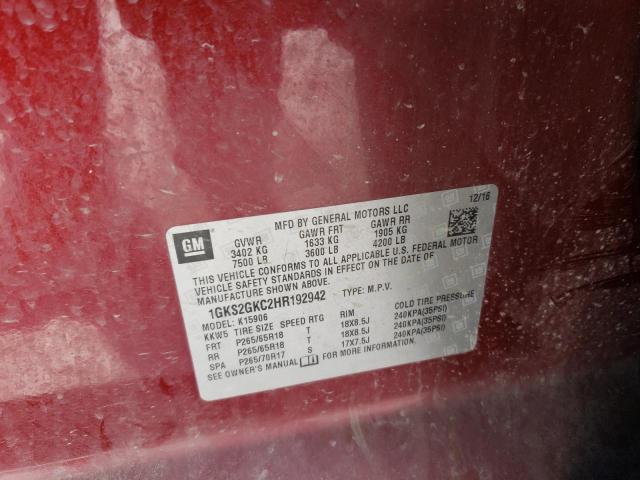 MFD BY GENERAL MOTORS LLC 12/16
GM GVWR GAWR FRT GAWR RR
3402 KG 1633 KG 1905 KG
7500 LB 3600 LB 4200 LB
THIS VEHICLE CONFORMS TO ALL APPLICABLE U.S. FEDERAL MOTOR
VEHICLE SAFETY STANDARDS IN EFFECT ON THE DATE OF
MANUFACTURE SHOWN ABOVE.
1GKS2GKC2HR192942 TYPE: M.P.V.
MODEL: K15906
KKW5 TIRE SIZE SPEED RTG RIM COLD TIRE PRESSURE
FRT P265/65R18 T 18X8.5J 240KPA(35PSI)
RR P265/65R18 T 18X8.5J 240KPA(35PSI)
SPA P265/70R17 S 17X7.5J 240KPA(35PSI)
SEE OWNER'S MANUAL FOR MORE INFORMATION.